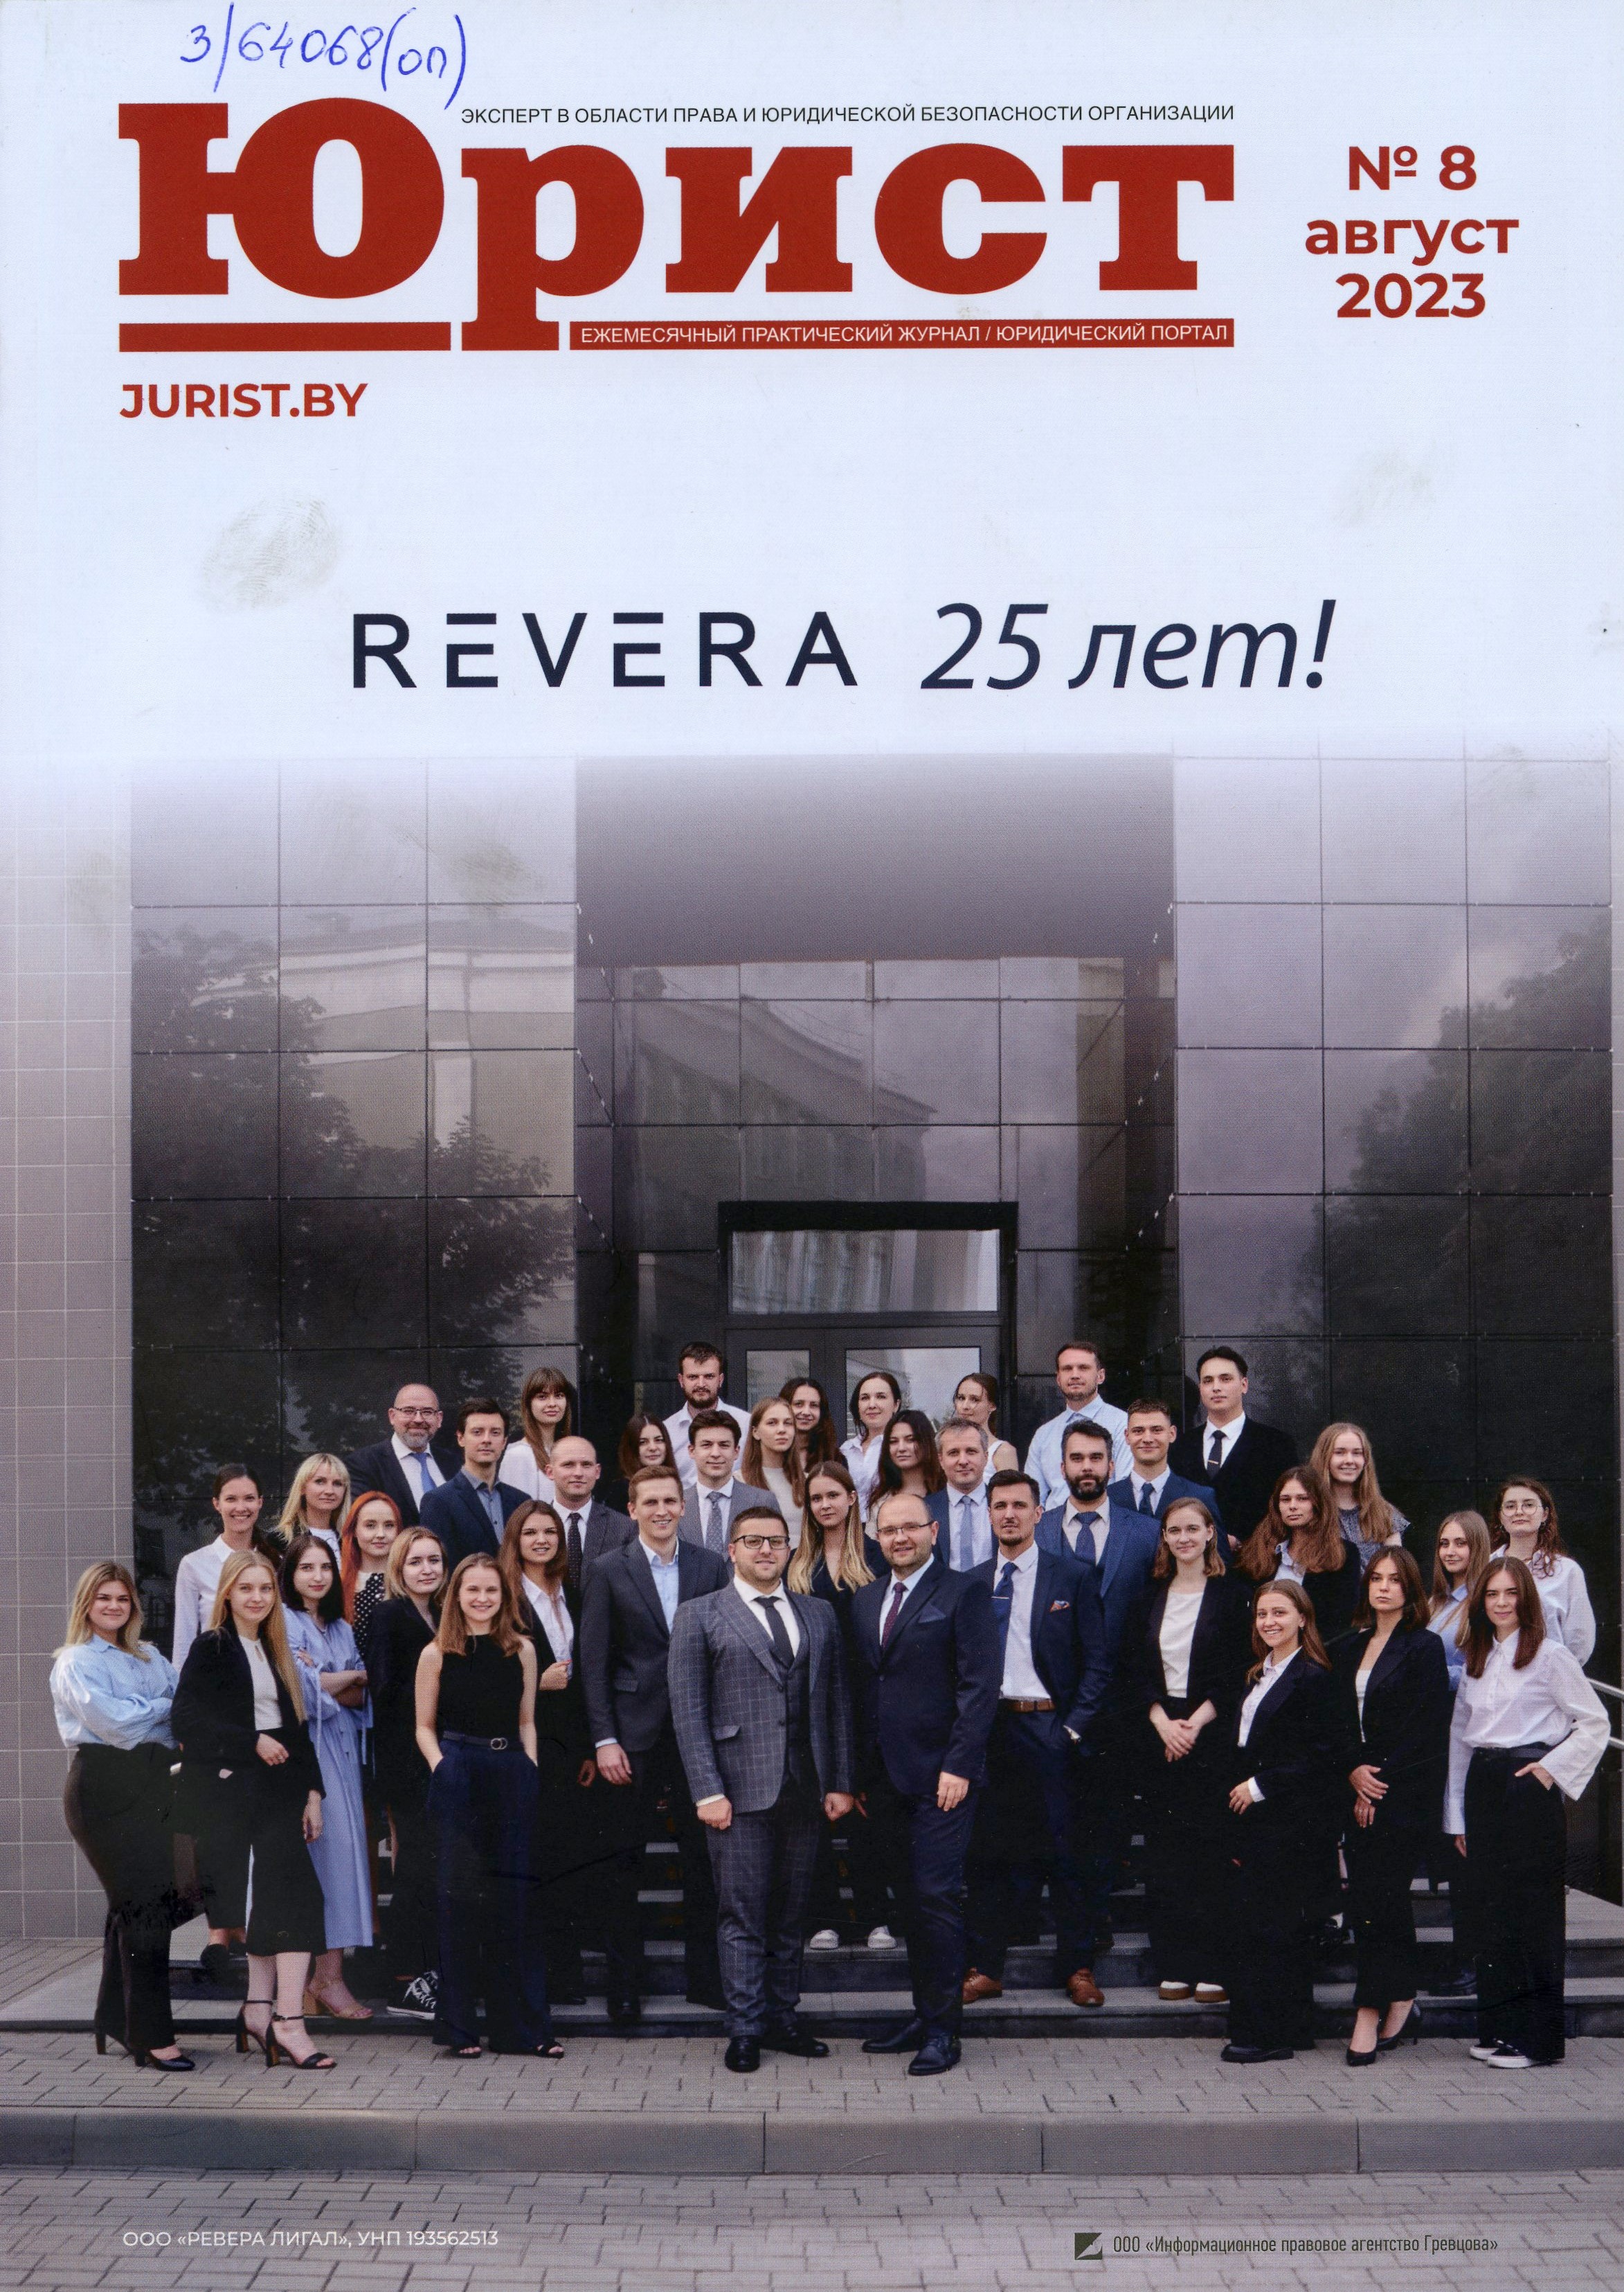 3/64068(оп)
ЭКСПЕРТ В ОБЛАСТИ ПРАВА И ЮРИДИЧЕСКОЙ БЕЗОПАСНОСТИ ОРГАНИЗАЦИИ
Юрист
ЕЖЕМЕСЯЧНЫЙ ПРАКТИЧЕСКИЙ ЖУРНАЛ / ЮРИДИЧЕСКИЙ ПОРТАЛ
№ 8
август
2023
JURIST.BY
REVERA 25 лет!
ООО «РЕВЕРА ЛИГАЛ», УНП 193562513
ООО «Информационное правовое агентство Гревцова»